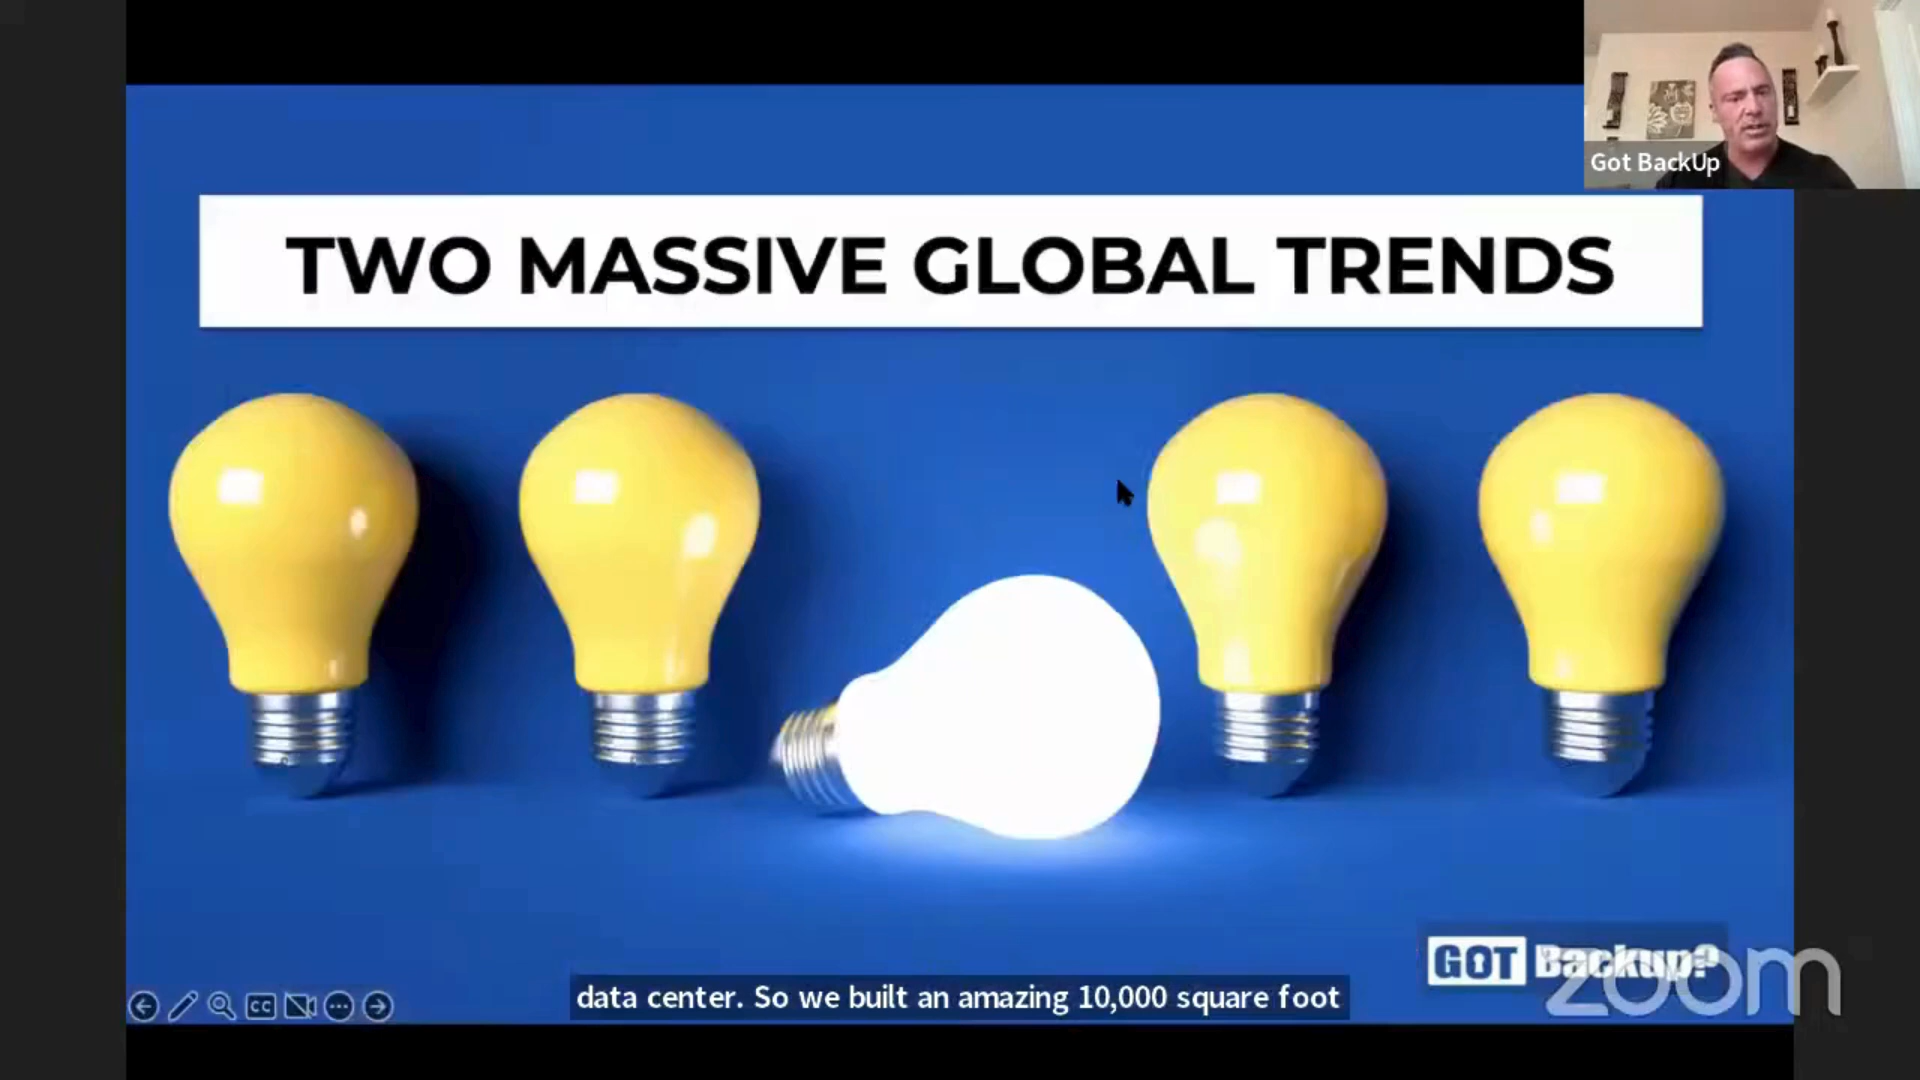 Got BackUp
TWO MASSIVE GLOBAL TRENDS
GOT Backup?
zoom
CC
data center. So we built an amazing 10,000 square foot